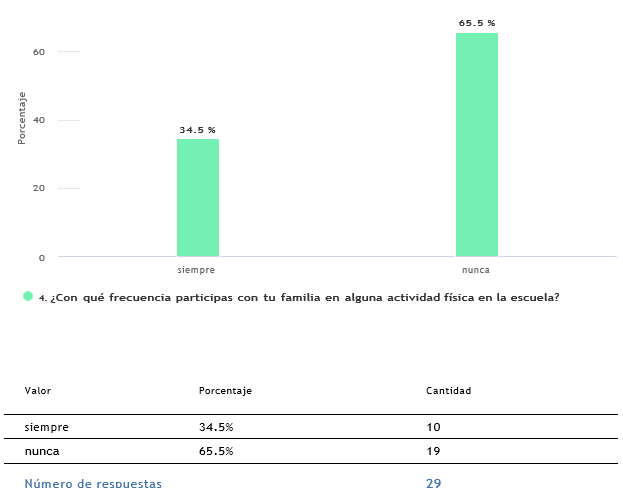 65.5 %
60
34.5 %
40
Porcentaje
20
0
siempre nunca
4. ¿Con qué frecuencia participas con tu familia en alguna actividad física en la escuela?
Valor Porcentaje Cantidad
siempre 34.5% 10
nunca 65.5% 19
Número de respuestas 29